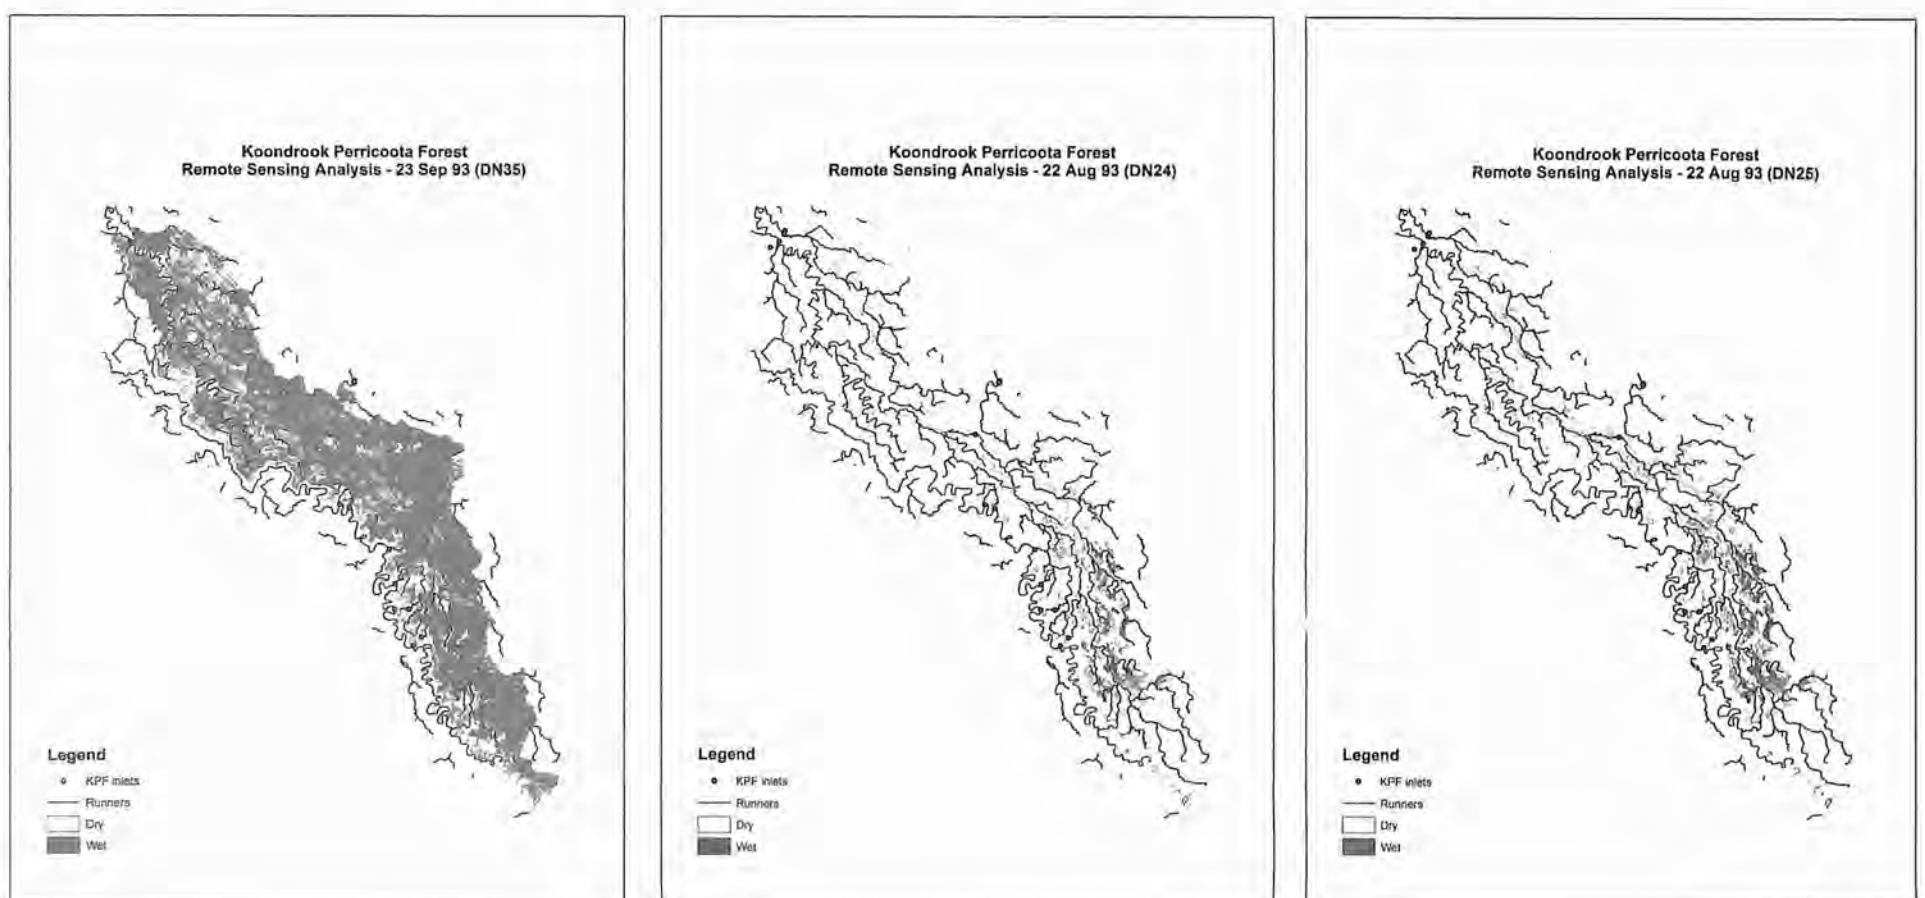 Koondrook Perricoota Forest
Remote Sensing Analysis - 23 Sep 93 (DN35)
Legend
KPF inlets
Runners
Dry
Wet
Koondrook Perricoota Forest
Remote Sensing Analysis - 22 Aug 93 (DN24)
Legend
KPF inlets
Runners
Dry
Wet
Koondrook Perricoota Forest
Remote Sensing Analysis - 22 Aug 93 (DN25)
Legend
KPF inlets
Runners
Dry
Wet